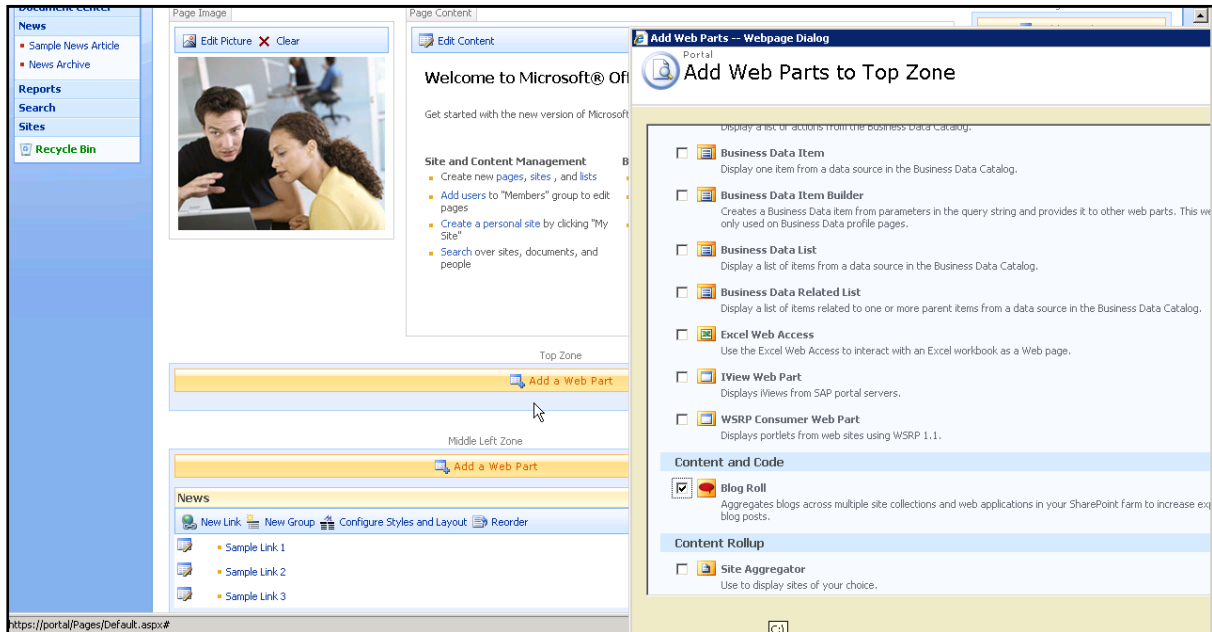 Document Center
News
Sample News Article
News Archive
Reports
Search
Sites
Recycle Bin
Page Image
Edit Picture Clear
Page Content
Edit Content
Welcome to Microsoft® Of
Get started with the new version of Microsoft
Site and Content Management B
Create new pages, sites , and lists
Add users to "Members" group to edit
pages
Create a personal site by clicking "My
Site"
Search over sites, documents, and
people
Top Zone
Add a Web Part
Middle Left Zone
Add a Web Part
News
New Link New Group Configure Styles and Layout Reorder
Sample Link 1
Sample Link 2
Sample Link 3
https://portal/Pages/Default.aspx#
Add Web Parts -- Webpage Dialog
Portal
Add Web Parts to Top Zone
Display a list of actions from the Business Data Catalog.
Business Data Item
Display one item from a data source in the Business Data Catalog.
Business Data Item Builder
Creates a Business Data item from parameters in the query string and provides it to other web parts. This we
only used on Business Data profile pages.
Business Data List
Display a list of items from a data source in the Business Data Catalog.
Business Data Related List
Display a list of items related to one or more parent items from a data source in the Business Data Catalog.
Excel Web Access
Use the Excel Web Access to interact with an Excel workbook as a Web page.
IView Web Part
Displays iViews from SAP portal servers.
WSRP Consumer Web Part
Displays portlets from web sites using WSRP 1.1.
Content and Code
Blog Roll
Aggregates blogs across multiple site collections and web applications in your SharePoint farm to increase exp
blog posts.
Content Rollup
Site Aggregator
Use to display sites of your choice.
C:\